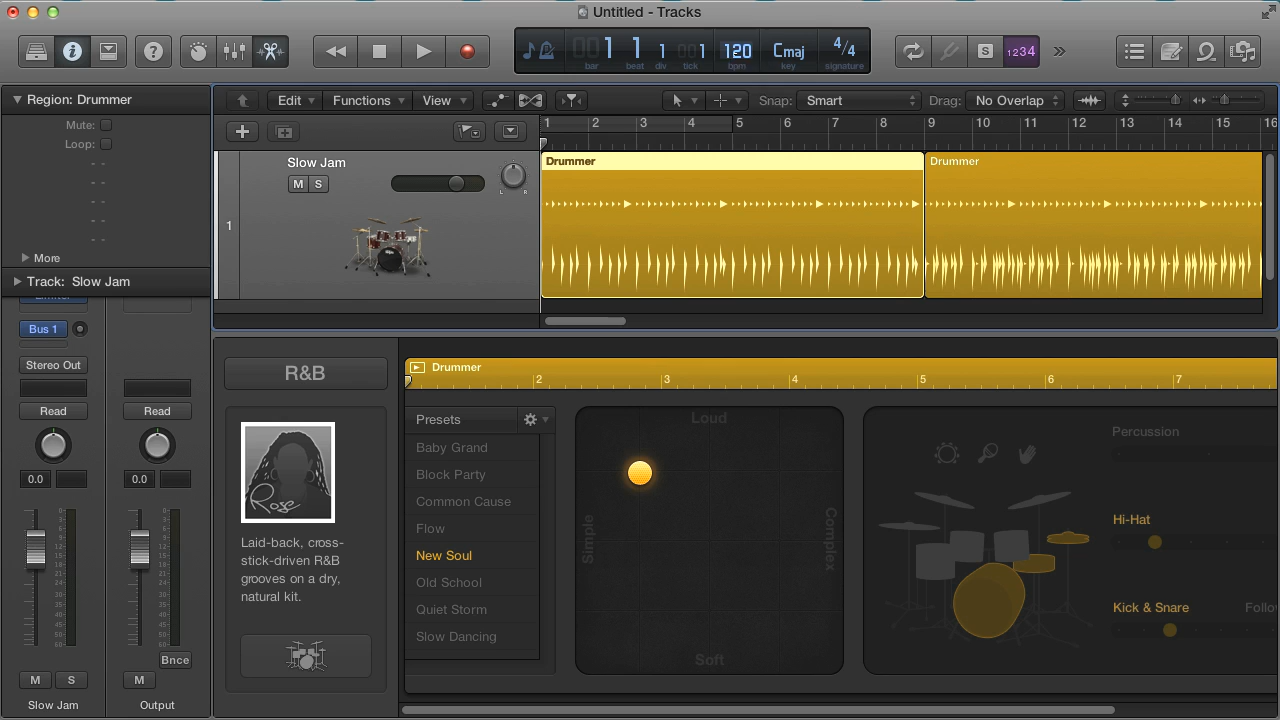 Untitled - Tracks
001 1 1 001 120 Cmaj 4/4
bar beat div tick bpm key signature
S 1234
Region: Drummer
Edit Functions View Snap: Smart Drag: No Overlap
Mute:
Loop:
More
Track: Slow Jam
1 2 3 4 5 6 7 8 9 10 11 12 13 14 15 16
Slow Jam
M S
L R
1
Drummer Drummer
Limiter
Bus 1
Stereo Out
Read Read
0.0 0.0
Bnce
M S M
Slow Jam Output
R&B
Rose
Laid-back, cross-
stick-driven R&B
grooves on a dry,
natural kit.
Drummer
2 3 4 5 6 7
Presets
Baby Grand
Block Party
Common Cause
Flow
New Soul
Old School
Quiet Storm
Slow Dancing
Loud
Simple
Complex
Soft
Percussion
Hi-Hat
Kick & Snare